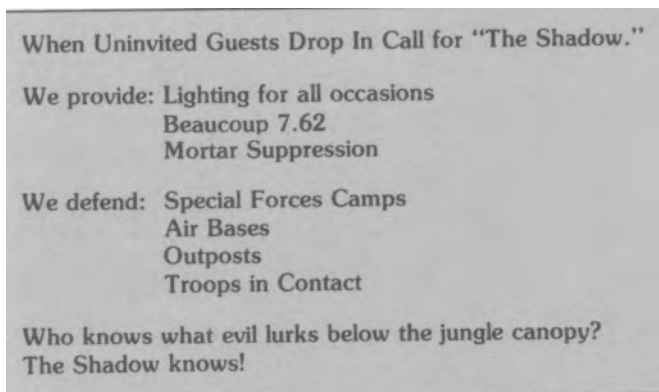 When Uninvited Guests Drop In Call for “The Shadow.”
We provide: Lighting for all occasions
Beaucoup 7.62
Mortar Suppression
We defend: Special Forces Camps
Air Bases
Outposts
Troops in Contact
Who knows what evil lurks below the jungle canopy?
The Shadow knows!